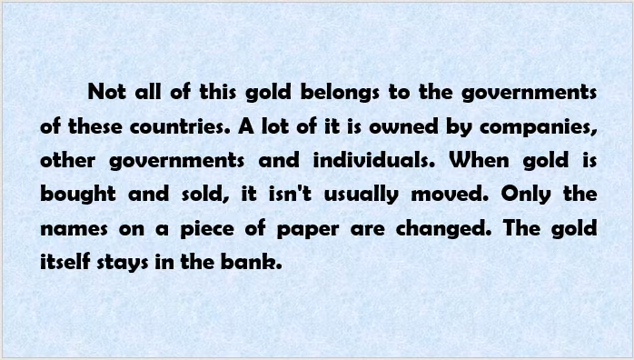 Not all of this gold belongs to the governments
of these countries. A lot of it is owned by companies,
other governments and individuals. When gold is
bought and sold, it isn't usually moved. Only the
names on a piece of paper are changed. The gold
itself stays in the bank.